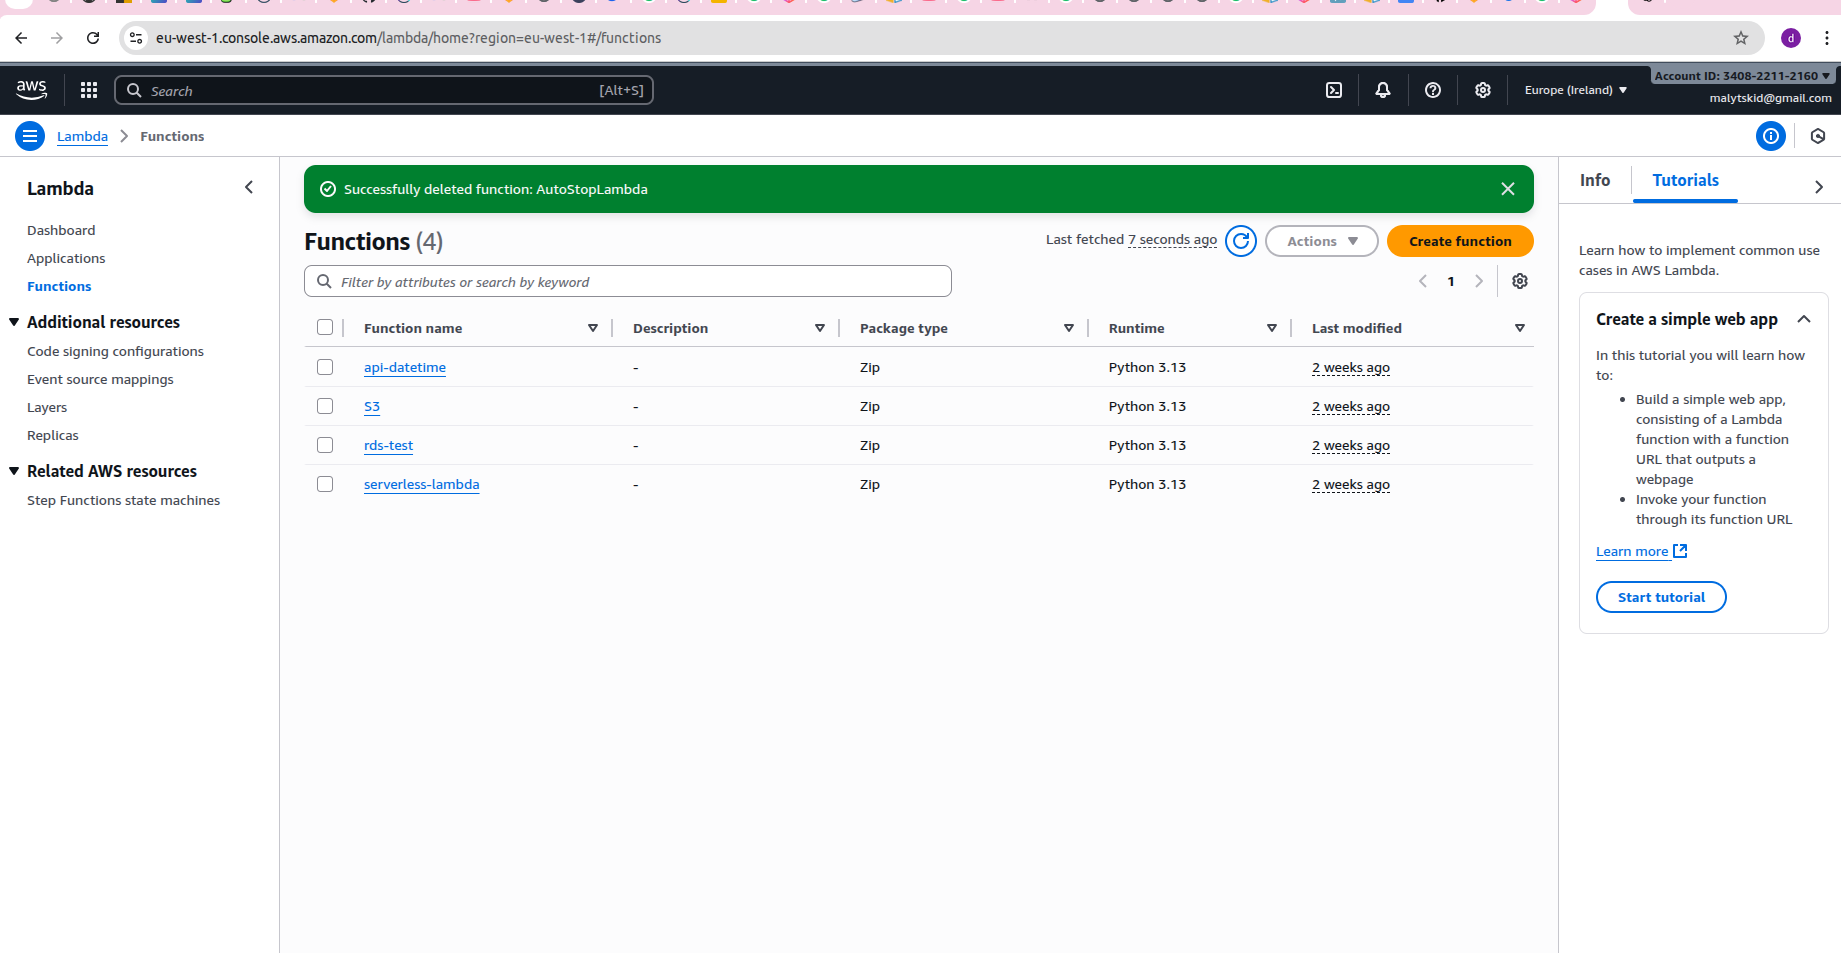 eu-west-1.console.aws.amazon.com/lambda/home?region=eu-west-1#/functions
d
aws
Search
[Alt+S]
Europe (Ireland)
Account ID: 3408-2211-2160
malytskid@gmail.com
Lambda
Functions
Lambda
Dashboard
Applications
Functions
Additional resources
Code signing configurations
Event source mappings
Layers
Replicas
Related AWS resources
Step Functions state machines
Successfully deleted function: AutoStopLambda
Functions (4)
Last fetched 7 seconds ago
Actions
Create function
Filter by attributes or search by keyword
1
Function name Description Package type Runtime Last modified
api-datetime - Zip Python 3.13 2 weeks ago
S3 - Zip Python 3.13 2 weeks ago
rds-test - Zip Python 3.13 2 weeks ago
serverless-lambda - Zip Python 3.13 2 weeks ago
Info
Tutorials
Learn how to implement common use
cases in AWS Lambda.
Create a simple web app
In this tutorial you will learn how
to:
Build a simple web app,
consisting of a Lambda
function with a function
URL that outputs a
webpage
Invoke your function
through its function URL
Learn more
Start tutorial